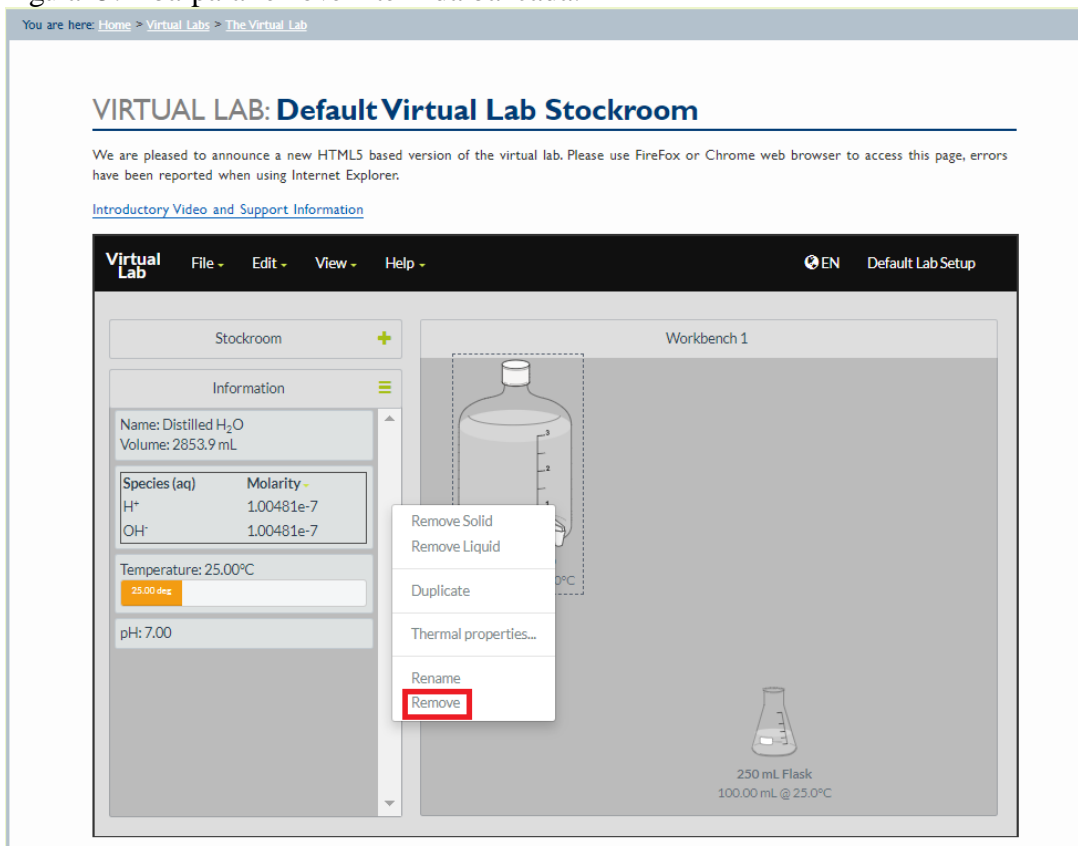 You are here: Home > Virtual Labs > The Virtual Lab
VIRTUAL LAB: Default Virtual Lab Stockroom
We are pleased to announce a new HTML5 based version of the virtual lab. Please use FireFox or Chrome web browser to access this page, errors
have been reported when using Internet Explorer.
Introductory Video and Support Information
Virtual Lab File Edit View Help EN Default Lab Setup
Stockroom
Workbench 1
Information
Name: Distilled H₂O
Volume: 2853.9 mL
Species (aq) Molarity
H⁺ 1.00481e-7
OH⁻ 1.00481e-7
Temperature: 25.00°C
25.00 deg
pH: 7.00
3
2
1
Remove Solid
Remove Liquid
Duplicate
0°C
Thermal properties...
Rename
Remove
250 mL Flask
100.00 mL @ 25.0°C